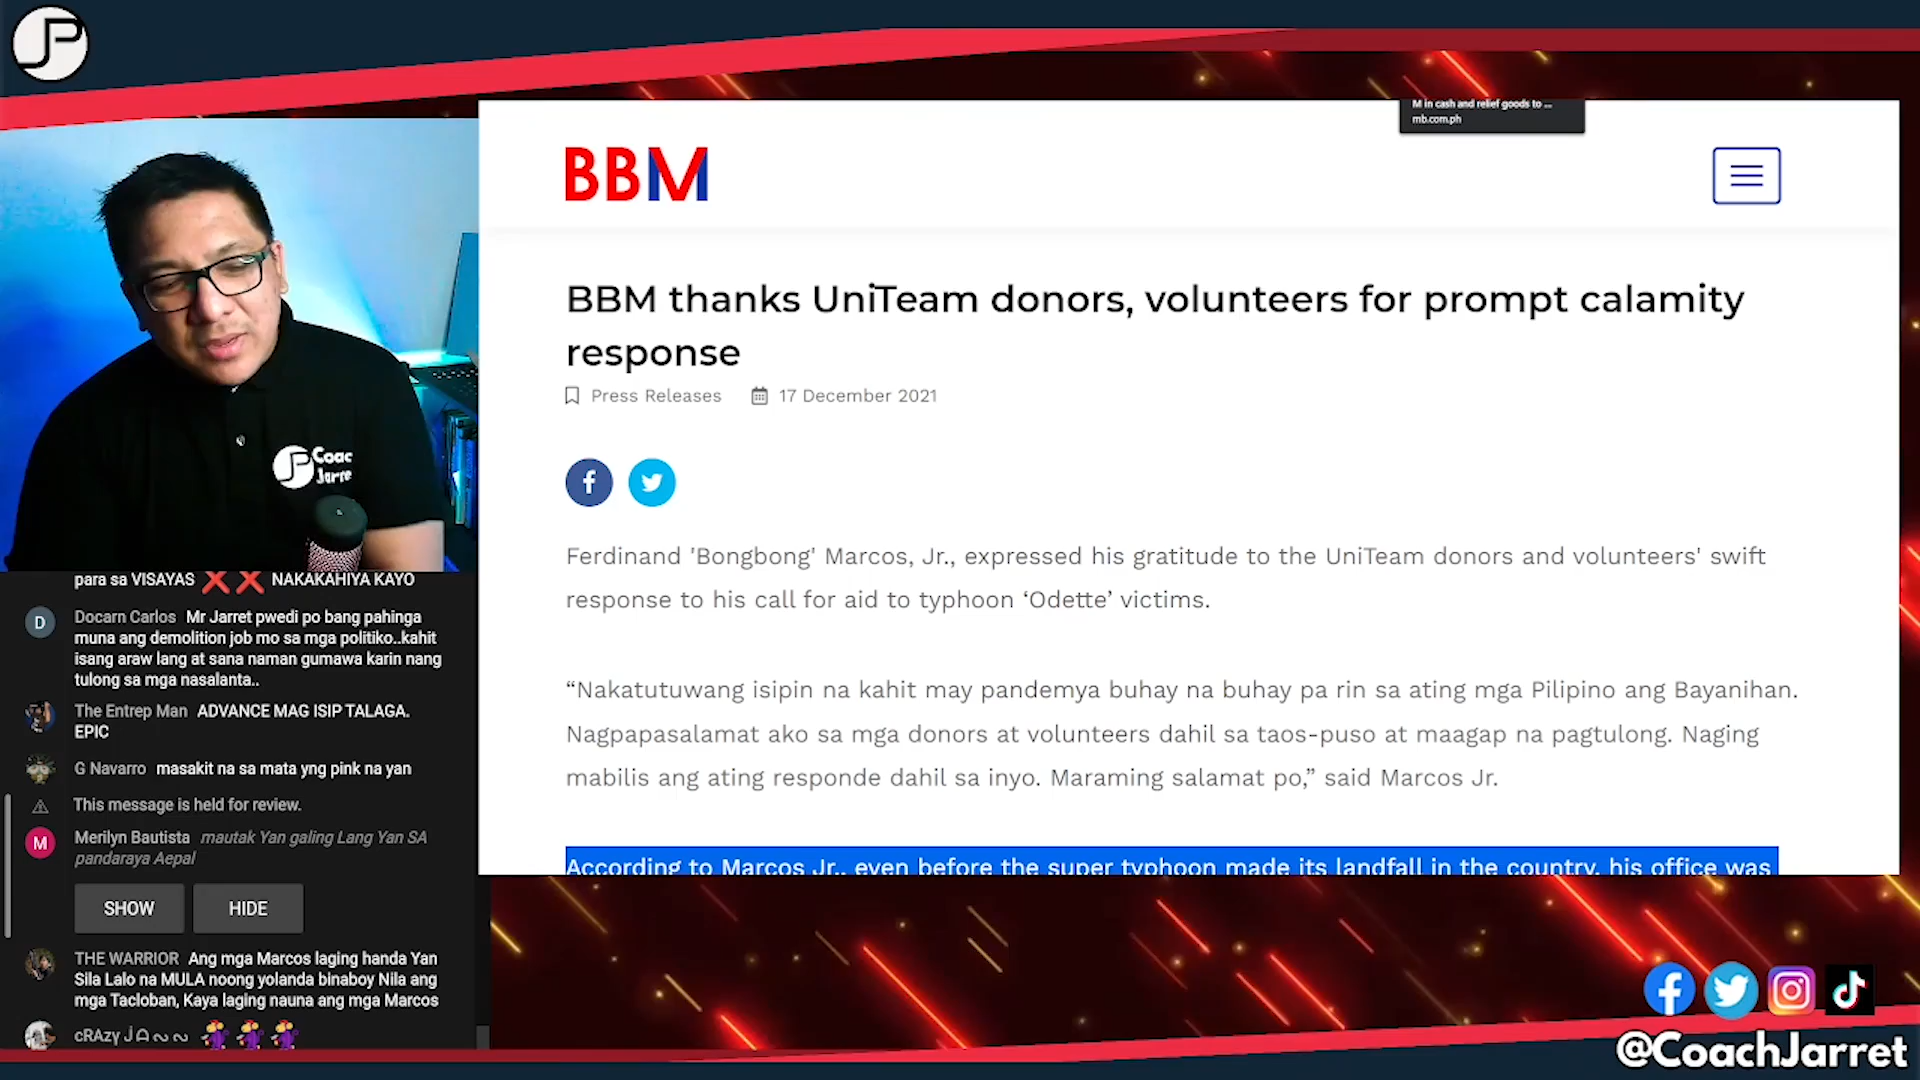 JP
M in cash and relief goods to ...
mb.com.ph
BBM
BBM thanks UniTeam donors, volunteers for prompt calamity
response
Press Releases 17 December 2021
Ferdinand 'Bongbong' Marcos, Jr., expressed his gratitude to the UniTeam donors and volunteers' swift
response to his call for aid to typhoon ‘Odette’ victims.
“Nakatutuwang isipin na kahit may pandemya buhay na buhay pa rin sa ating mga Pilipino ang Bayanihan.
Nagpapasalamat ako sa mga donors at volunteers dahil sa taos-puso at maagap na pagtulong. Naging
mabilis ang ating responde dahil sa inyo. Maraming salamat po,” said Marcos Jr.
According to Marcos Jr., even before the super typhoon made its landfall in the country, his office was
JP Coac
Jarre
para sa VISAYAS ❌ ❌ NAKAKAHIYA KAYO
D Docarn Carlos Mr Jarret pwedi po bang pahinga
muna ang demolition job mo sa mga politiko..kahit
isang araw lang at sana naman gumawa karin nang
tulong sa mga nasalanta..
The Entrep Man ADVANCE MAG ISIP TALAGA.
EPIC
G Navarro masakit na sa mata yng pink na yan
This message is held for review.
M Merilyn Bautista mautak Yan galing Lang Yan SA
pandaraya Aepal
SHOW HIDE
THE WARRIOR Ang mga Marcos laging handa Yan
Sila Lalo na MULA noong yolanda binaboy Nila ang
mga Tacloban, Kaya laging nauna ang mga Marcos
@CoachJarret